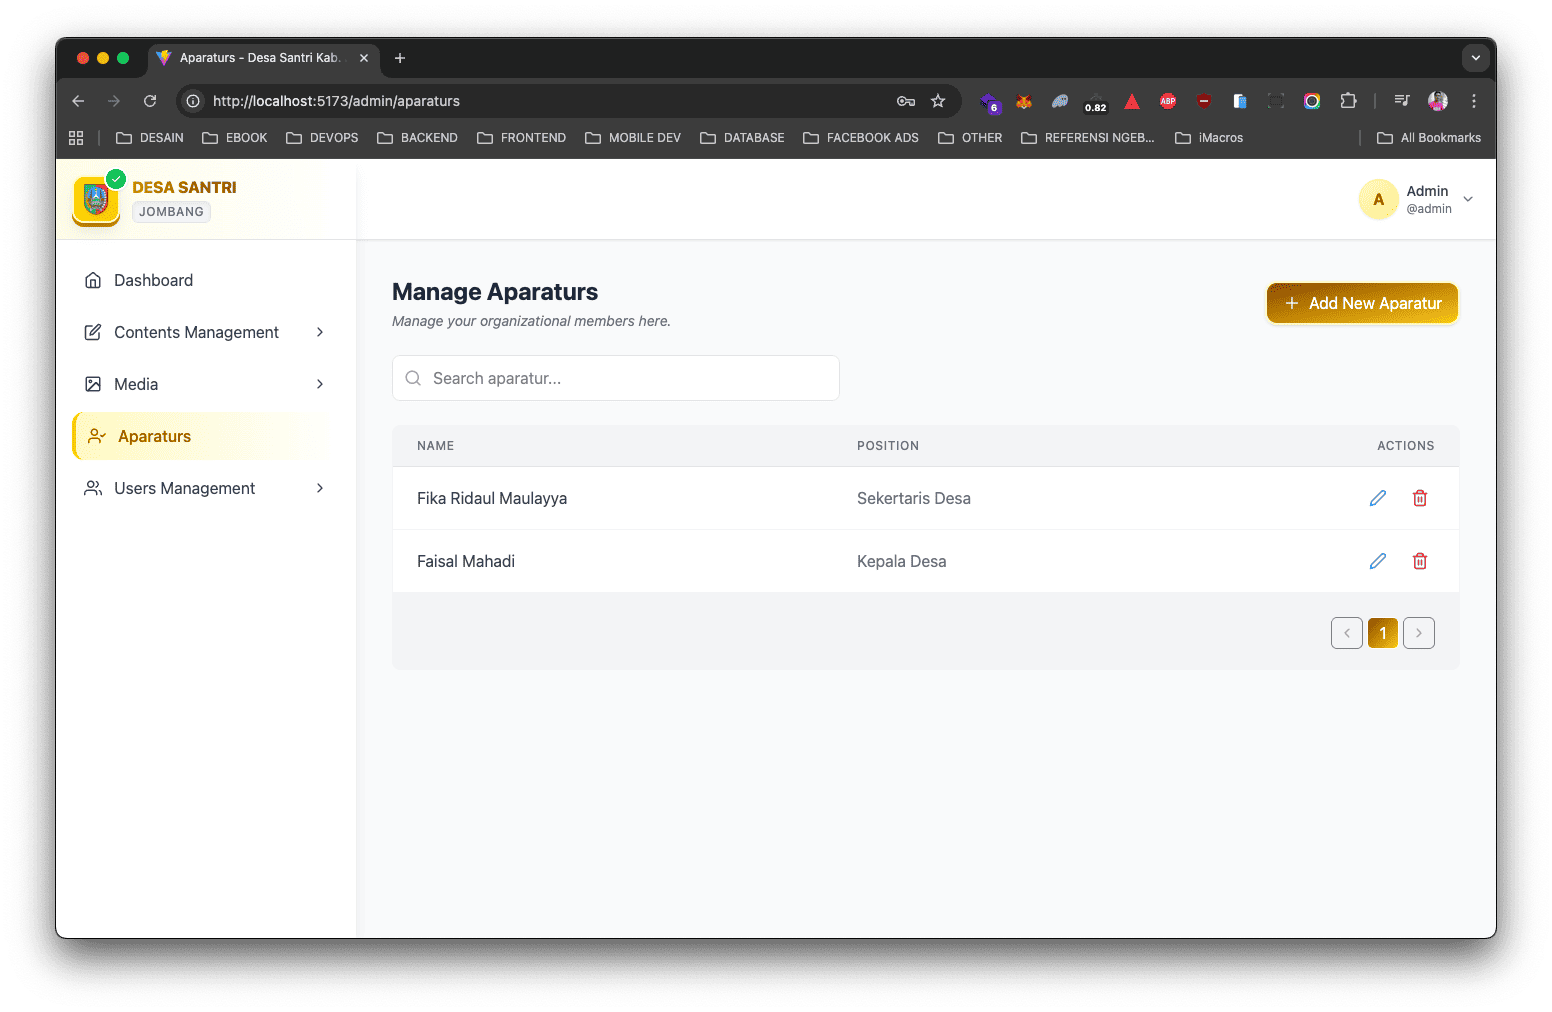 Aparaturs - Desa Santri Kab.
http://localhost:5173/admin/aparaturs
6
0.82
ABP
DESAIN EBOOK DEVOPS BACKEND FRONTEND MOBILE DEV DATABASE FACEBOOK ADS OTHER REFERENSI NGEB... iMacros All Bookmarks
DESA SANTRI
JOMBANG
A
Admin
@admin
Dashboard
Contents Management
Media
Aparaturs
Users Management
Manage Aparaturs
Manage your organizational members here.
Add New Aparatur
Search aparatur...
NAME POSITION ACTIONS
Fika Ridaul Maulayya Sekertaris Desa
Faisal Mahadi Kepala Desa
1